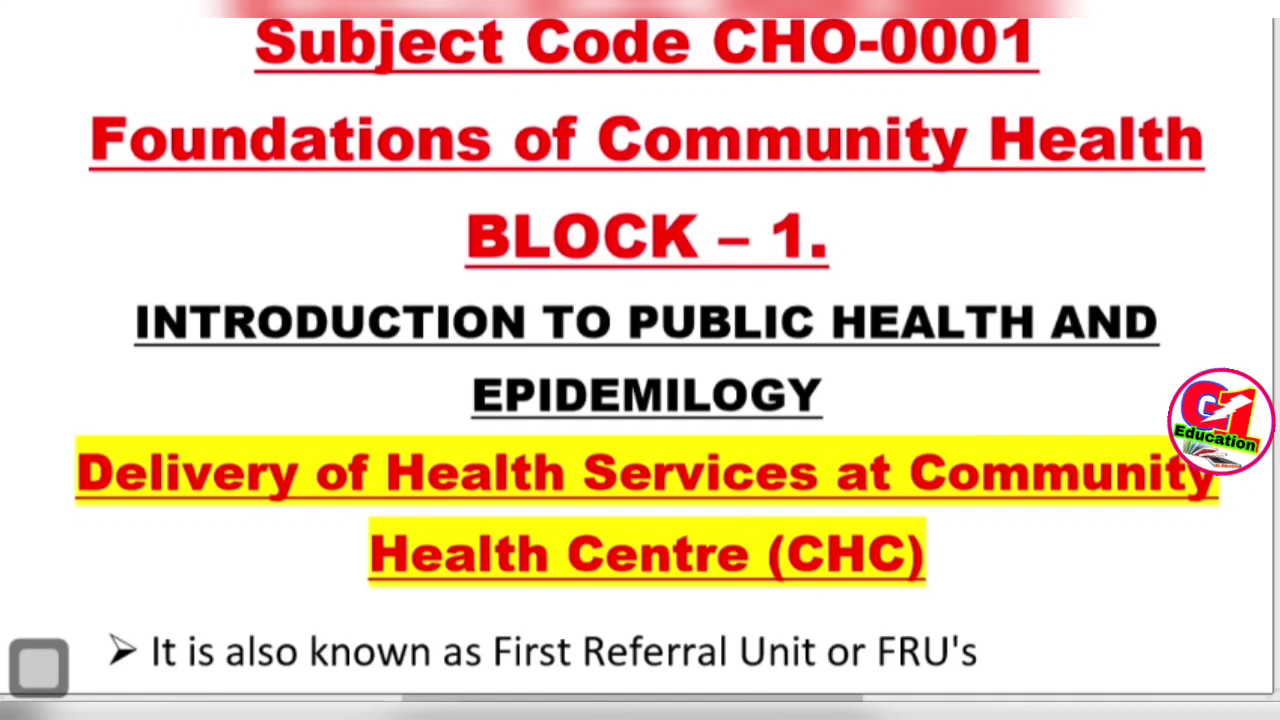 Subject Code CHO-0001
Foundations of Community Health
BLOCK – 1.
INTRODUCTION TO PUBLIC HEALTH AND
EPIDEMILOGY
Delivery of Health Services at Community
Health Centre (CHC)
➢ It is also known as First Referral Unit or FRU's
G1
Education